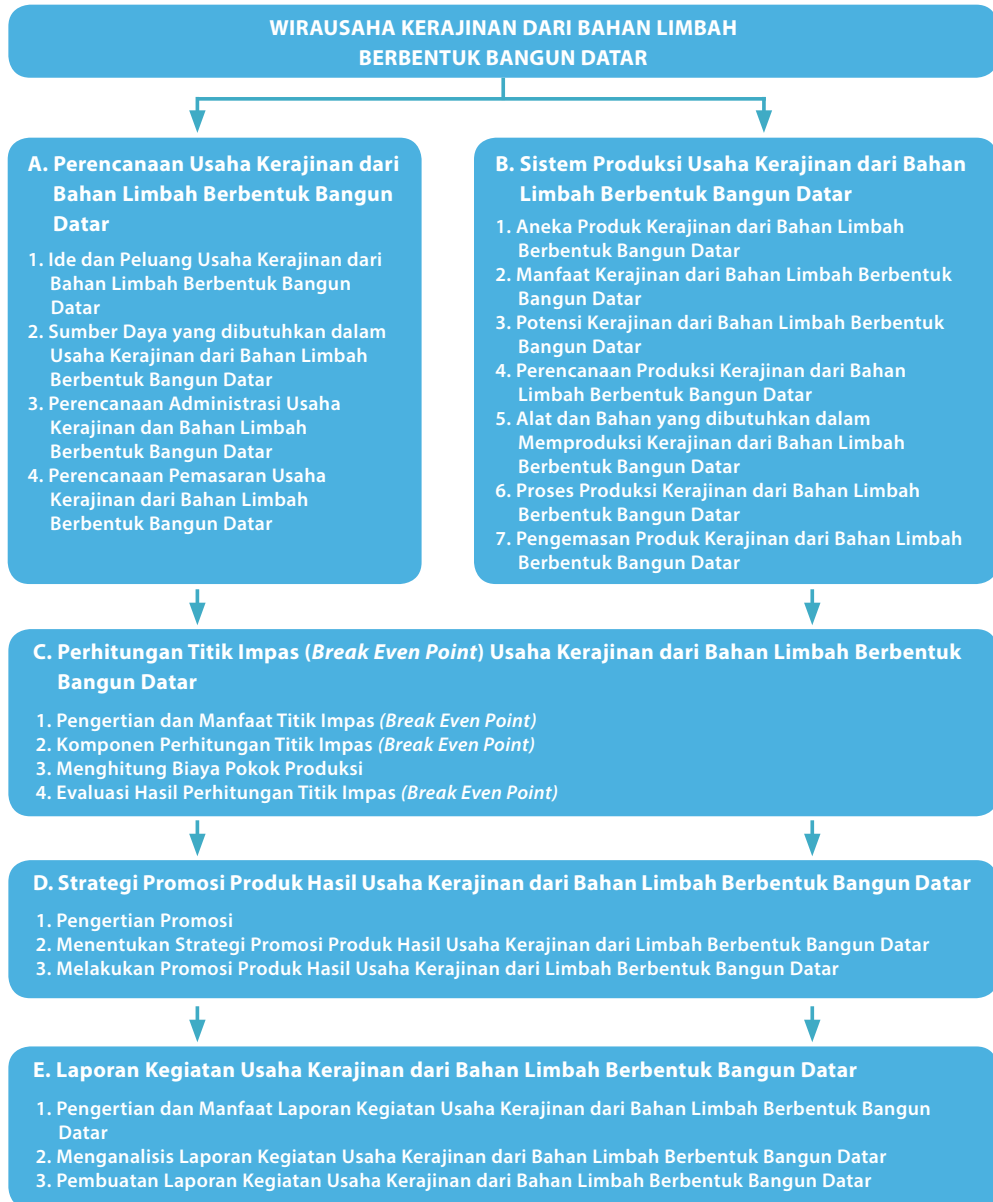 WIRAUSAHA KERAJINAN DARI BAHAN LIMBAH
BERBENTUK BANGUN DATAR
A. Perencanaan Usaha Kerajinan dari
Bahan Limbah Berbentuk Bangun
Datar
1. Ide dan Peluang Usaha Kerajinan dari
Bahan Limbah Berbentuk Bangun
Datar
2. Sumber Daya yang dibutuhkan dalam
Usaha Kerajinan dari Bahan Limbah
Berbentuk Bangun Datar
3. Perencanaan Administrasi Usaha
Kerajinan dan Bahan Limbah
Berbentuk Bangun Datar
4. Perencanaan Pemasaran Usaha
Kerajinan dari Bahan Limbah
Berbentuk Bangun Datar
B. Sistem Produksi Usaha Kerajinan dari Bahan
Limbah Berbentuk Bangun Datar
1. Aneka Produk Kerajinan dari Bahan Limbah
Berbentuk Bangun Datar
2. Manfaat Kerajinan dari Bahan Limbah Berbentuk
Bangun Datar
3. Potensi Kerajinan dari Bahan Limbah Berbentuk
Bangun Datar
4. Perencanaan Produksi Kerajinan dari Bahan
Limbah Berbentuk Bangun Datar
5. Alat dan Bahan yang dibutuhkan dalam
Memproduksi Kerajinan dari Bahan Limbah
Berbentuk Bangun Datar
6. Proses Produksi Kerajinan dari Bahan Limbah
Berbentuk Bangun Datar
7. Pengemasan Produk Kerajinan dari Bahan Limbah
Berbentuk Bangun Datar
C. Perhitungan Titik Impas (Break Even Point) Usaha Kerajinan dari Bahan Limbah Berbentuk
Bangun Datar
1. Pengertian dan Manfaat Titik Impas (Break Even Point)
2. Komponen Perhitungan Titik Impas (Break Even Point)
3. Menghitung Biaya Pokok Produksi
4. Evaluasi Hasil Perhitungan Titik Impas (Break Even Point)
D. Strategi Promosi Produk Hasil Usaha Kerajinan dari Bahan Limbah Berbentuk Bangun Datar
1. Pengertian Promosi
2. Menentukan Strategi Promosi Produk Hasil Usaha Kerajinan dari Limbah Berbentuk Bangun Datar
3. Melakukan Promosi Produk Hasil Usaha Kerajinan dari Limbah Berbentuk Bangun Datar
E. Laporan Kegiatan Usaha Kerajinan dari Bahan Limbah Berbentuk Bangun Datar
1. Pengertian dan Manfaat Laporan Kegiatan Usaha Kerajinan dari Bahan Limbah Berbentuk Bangun
Datar
2. Menganalisis Laporan Kegiatan Usaha Kerajinan dari Bahan Limbah Berbentuk Bangun Datar
3. Pembuatan Laporan Kegiatan Usaha Kerajinan dari Bahan Limbah Berbentuk Bangun Datar